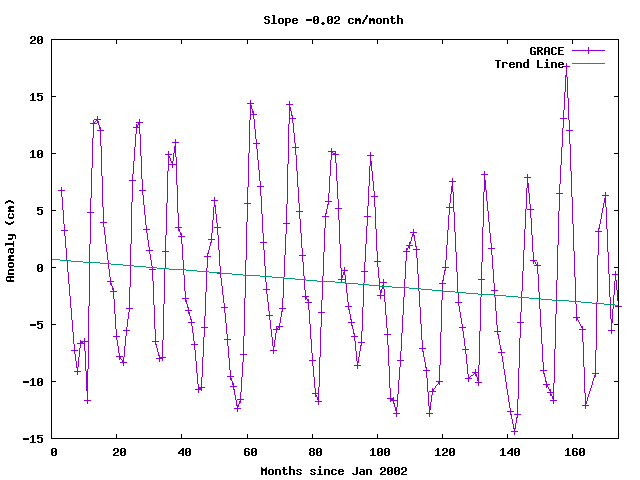 Slope -0.02 cm/month
GRACE
Trend Line
20
15
10
5
0
-5
-10
-15
Anomaly (cm)
0 20 40 60 80 100 120 140 160
Months since Jan 2002